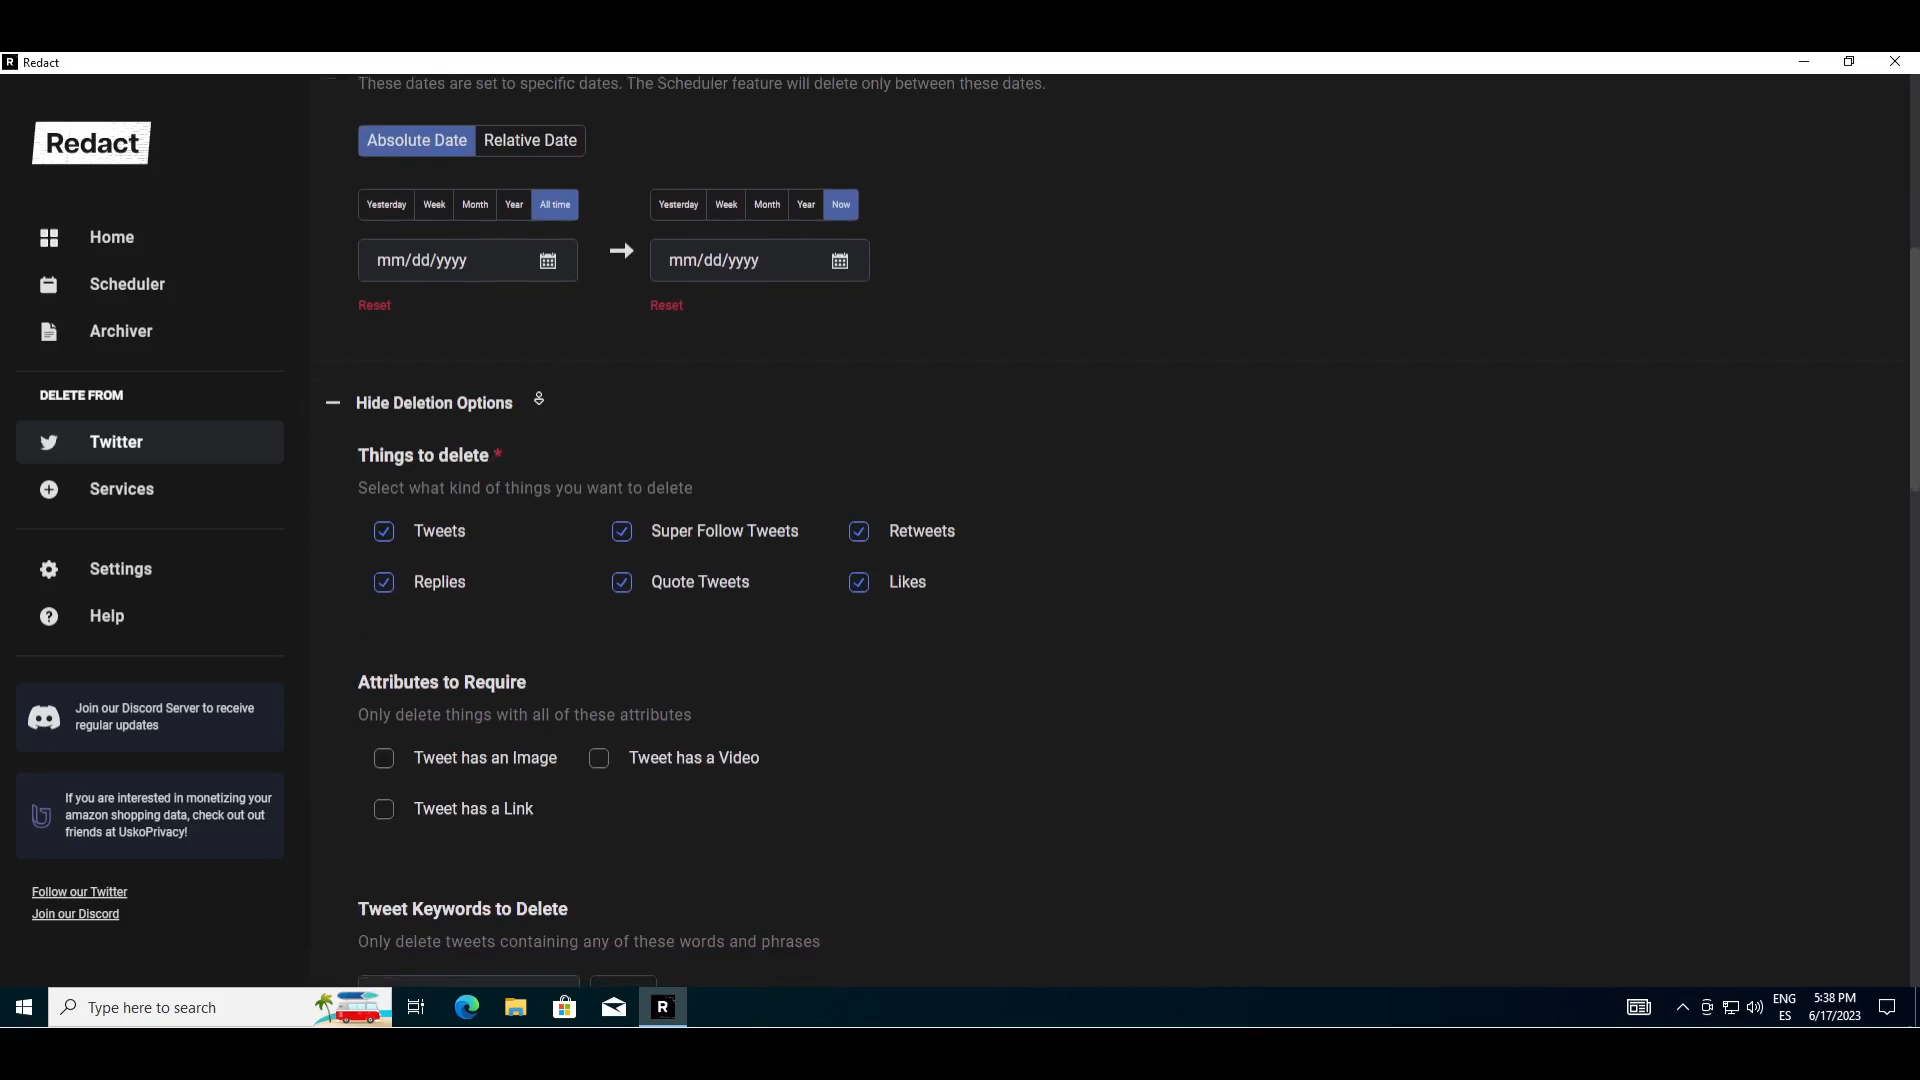 R Redact
These dates are set to specific dates. The Scheduler feature will delete only between these dates.
Redact
Absolute Date Relative Date
Yesterday Week Month Year All time
Yesterday Week Month Year Now
mm/dd/yyyy
mm/dd/yyyy
Reset
Reset
Home
Scheduler
Archiver
DELETE FROM
Twitter
Services
Settings
Help
Join our Discord Server to receive
regular updates
If you are interested in monetizing your
amazon shopping data, check out out
friends at UskoPrivacy!
Follow our Twitter
Join our Discord
Hide Deletion Options
Things to delete *
Select what kind of things you want to delete
Tweets Super Follow Tweets Retweets
Replies Quote Tweets Likes
Attributes to Require
Only delete things with all of these attributes
Tweet has an Image Tweet has a Video
Tweet has a Link
Tweet Keywords to Delete
Only delete tweets containing any of these words and phrases
Type here to search
R
ENG
ES
5:38 PM
6/17/2023